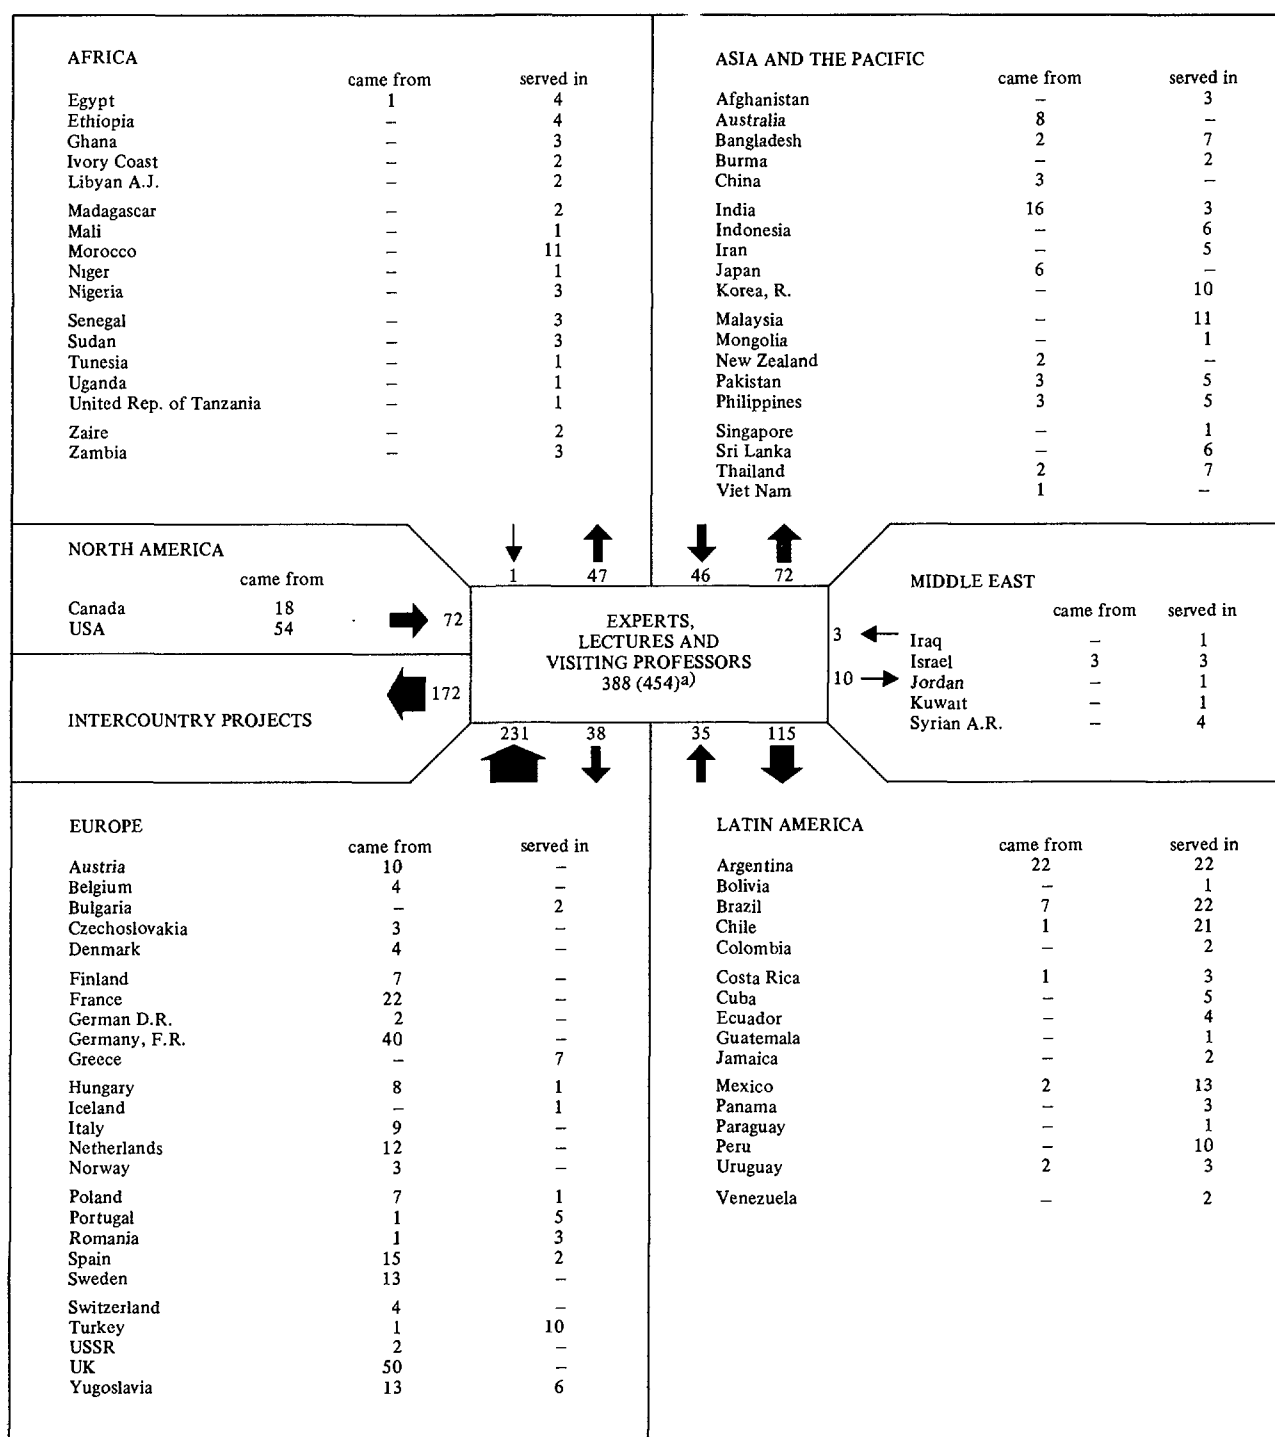 AFRICA
came from served in
Egypt 1 4
Ethiopia – 4
Ghana – 3
Ivory Coast – 2
Libyan A.J. – 2
Madagascar – 2
Mali – 1
Morocco – 11
Niger – 1
Nigeria – 3
Senegal – 3
Sudan – 3
Tunesia – 1
Uganda – 1
United Rep. of Tanzania – 1
Zaire – 2
Zambia – 3
1 47
ASIA AND THE PACIFIC
came from served in
Afghanistan – 3
Australia 8 –
Bangladesh 2 7
Burma – 2
China 3 –
India 16 3
Indonesia – 6
Iran – 5
Japan 6 –
Korea, R. – 10
Malaysia – 11
Mongolia – 1
New Zealand 2 –
Pakistan 3 5
Philippines 3 5
Singapore – 1
Sri Lanka – 6
Thailand 2 7
Viet Nam 1 –
46 72
NORTH AMERICA
came from
Canada 18
USA 54
72
EXPERTS,
LECTURES AND
VISITING PROFESSORS
388 (454)a)
MIDDLE EAST
came from served in
Iraq – 1
Israel 3 3
Jordan – 1
Kuwait – 1
Syrian A.R. – 4
3
10
INTERCOUNTRY PROJECTS
172
231 38
35 115
EUROPE
came from served in
Austria 10 –
Belgium 4 –
Bulgaria – 2
Czechoslovakia 3 –
Denmark 4 –
Finland 7 –
France 22 –
German D.R. 2 –
Germany, F.R. 40 –
Greece – 7
Hungary 8 1
Iceland – 1
Italy 9 –
Netherlands 12 –
Norway 3 –
Poland 7 1
Portugal 1 5
Romania 1 3
Spain 15 2
Sweden 13 –
Switzerland 4 –
Turkey 1 10
USSR 2 –
UK 50 –
Yugoslavia 13 6
LATIN AMERICA
came from served in
Argentina 22 22
Bolivia – 1
Brazil 7 22
Chile 1 21
Colombia – 2
Costa Rica 1 3
Cuba – 5
Ecuador – 4
Guatemala – 1
Jamaica – 2
Mexico 2 13
Panama – 3
Paraguay – 1
Peru – 10
Uruguay 2 3
Venezuela – 2